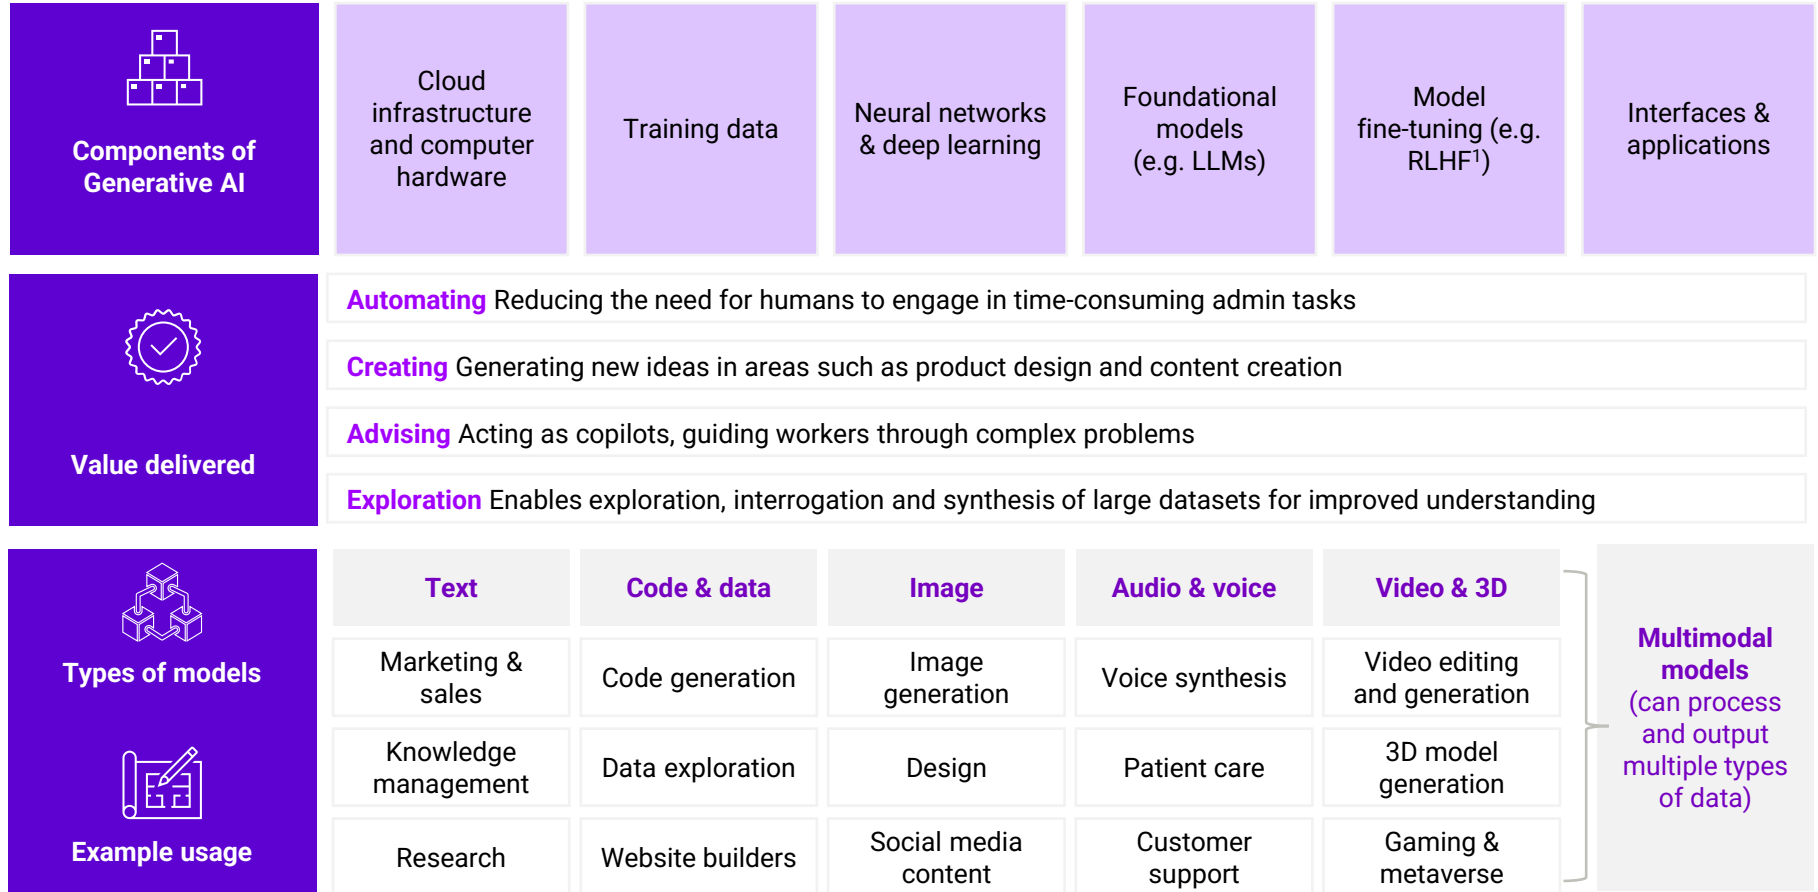 Components of
Generative AI
Cloud
infrastructure
and computer
hardware
Training data
Neural networks
& deep learning
Foundational
models
(e.g. LLMs)
Model
fine-tuning (e.g.
RLHF¹)
Interfaces &
applications
Value delivered
Automating Reducing the need for humans to engage in time-consuming admin tasks
Creating Generating new ideas in areas such as product design and content creation
Advising Acting as copilots, guiding workers through complex problems
Exploration Enables exploration, interrogation and synthesis of large datasets for improved understanding
Types of models
Example usage
Text
Code & data
Image
Audio & voice
Video & 3D
Marketing &
sales
Code generation
Image
generation
Voice synthesis
Video editing
and generation
Knowledge
management
Data exploration
Design
Patient care
3D model
generation
Research
Website builders
Social media
content
Customer
support
Gaming &
metaverse
Multimodal
models
(can process
and output
multiple types
of data)